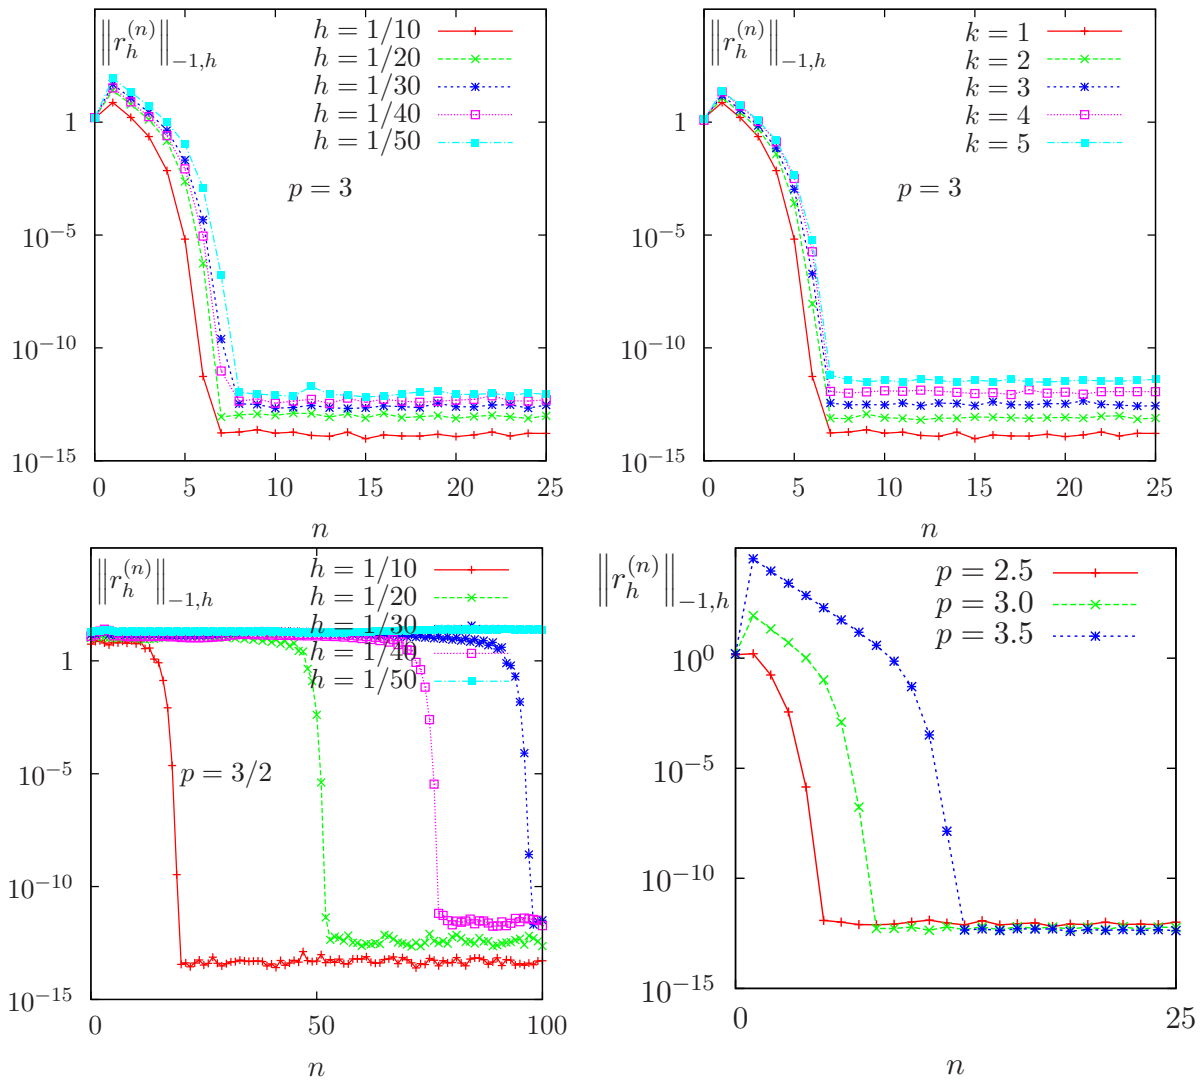 ‖r_h^(n)‖_{-1,h}
h = 1/10
h = 1/20
h = 1/30
h = 1/40
h = 1/50
p = 3
1
10^-5
10^-10
10^-15
0 5 10 15 20 25
n
‖r_h^(n)‖_{-1,h}
k = 1
k = 2
k = 3
k = 4
k = 5
p = 3
1
10^-5
10^-10
10^-15
0 5 10 15 20 25
n
‖r_h^(n)‖_{-1,h}
h = 1/10
h = 1/20
h = 1/30
h = 1/40
h = 1/50
p = 3/2
1
10^-5
10^-10
10^-15
0 50 100
n
‖r_h^(n)‖_{-1,h}
p = 2.5
p = 3.0
p = 3.5
10^0
10^-5
10^-10
10^-15
0 25
n